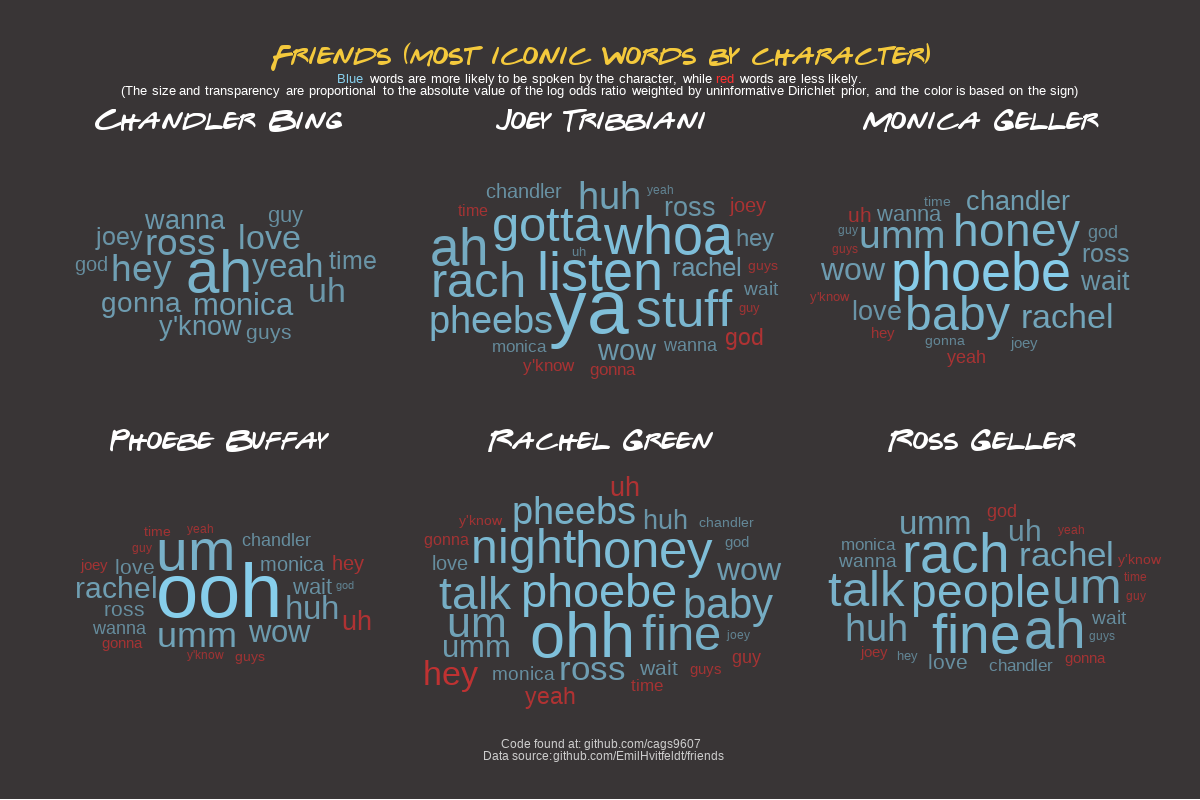 Friends (most iconic words by character)
Blue words are more likely to be spoken by the character, while red words are less likely.
(The size and transparency are proportional to the absolute value of the log odds ratio weighted by uninformative Dirichlet prior, and the color is based on the sign)
Chandler Bing
wanna guy
joey ross love
god hey ah yeah time
gonna monica uh
y'know guys
Joey Tribbiani
chandler huh yeah
time gotta ross joey
ah uh whoa hey
rach listen rachel guys
wait
pheebs ya stuff guy
monica wow wanna god
y'know gonna
Monica Geller
time chandler
uh wanna honey god
guy umm
guys ross
wow phoebe wait
y'know love baby rachel
hey gonna joey
yeah
Phoebe Buffay
time yeah
guy um chandler
joey love monica hey
rachel ooh wait god
ross huh uh
wanna umm wow
gonna
y'know guys
Rachel Green
uh
y'know pheebs huh chandler
gonna night honey god
love wow
talk phoebe baby
um ohh fine joey
umm
hey monica ross wait guys guy
yeah time
Ross Geller
god
umm uh yeah
monica rach rachel y'know
wanna
talk people um time
guy
huh fine ah wait
guys
joey hey
love chandler gonna
Code found at: github.com/cags9607
Data source:github.com/EmilHvitfeldt/friends